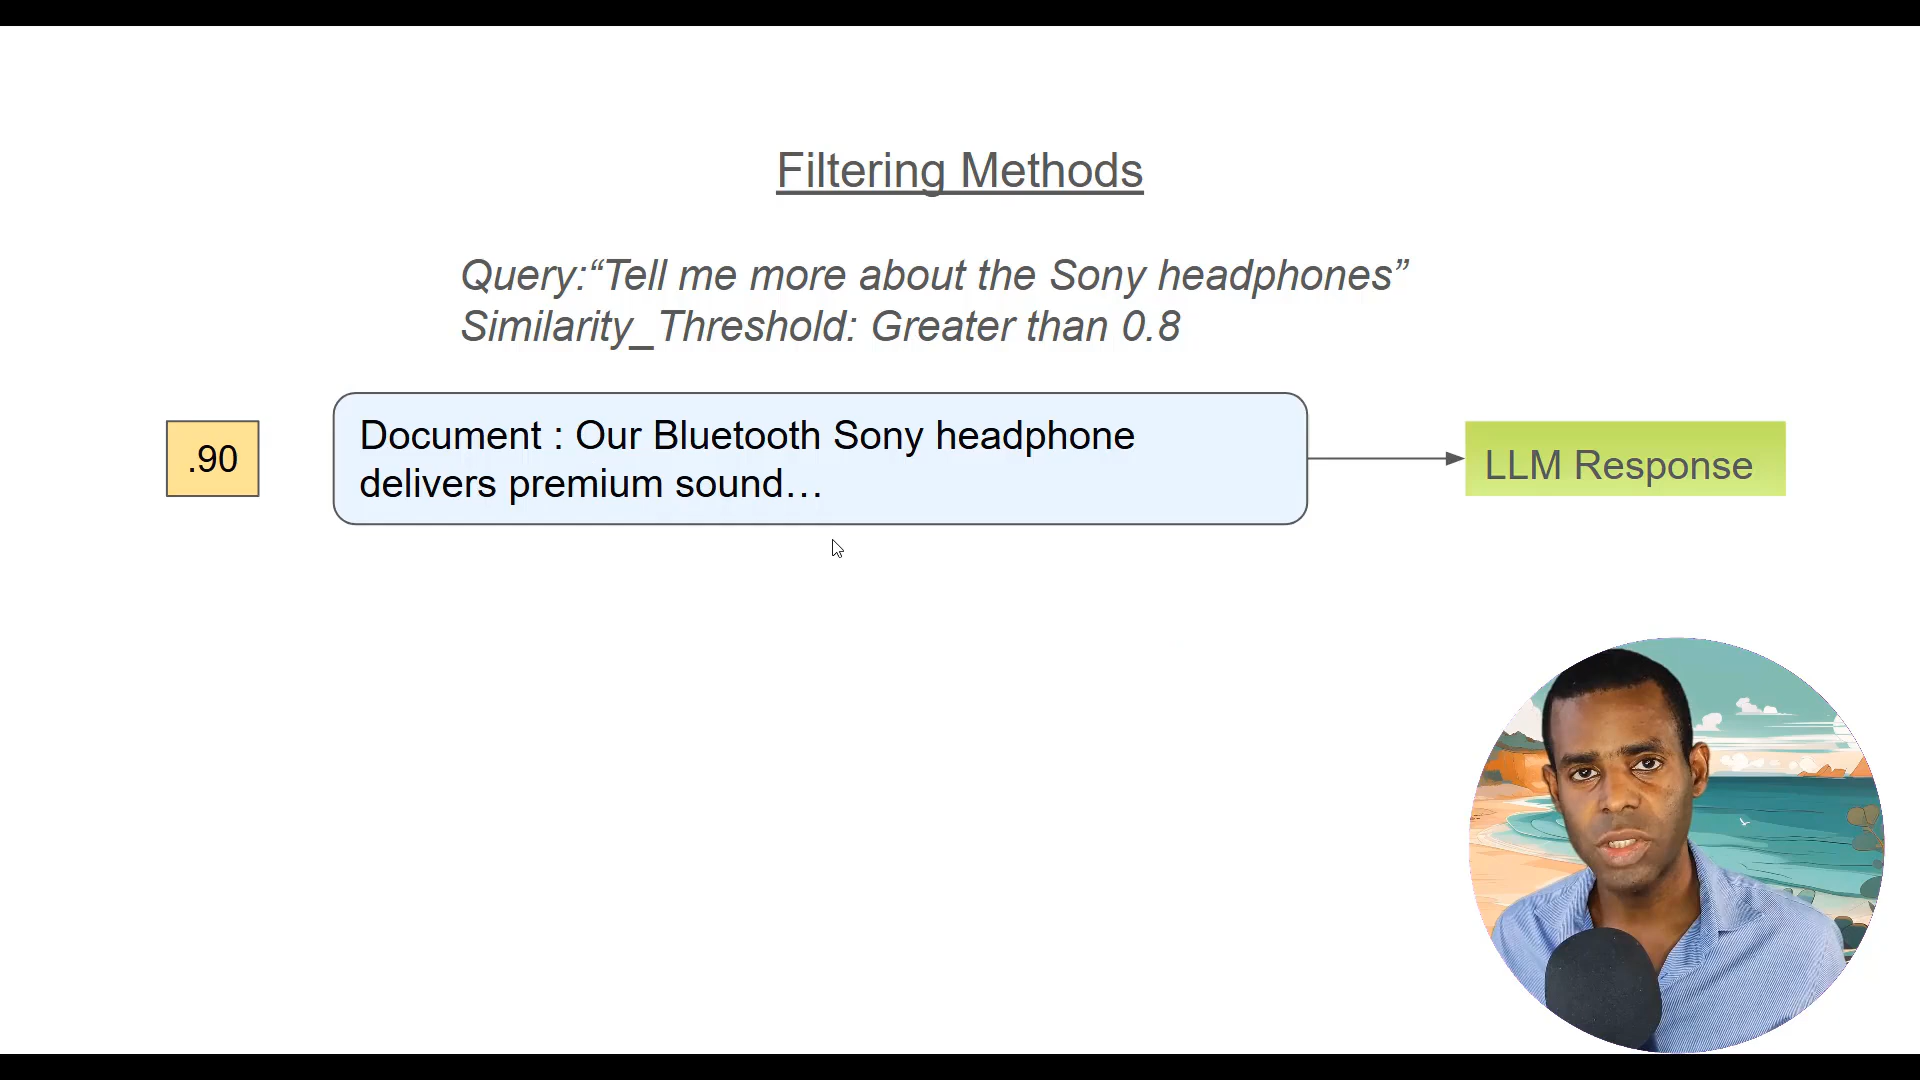 Filtering Methods
Query:“Tell me more about the Sony headphones”
Similarity_Threshold: Greater than 0.8
.90
Document : Our Bluetooth Sony headphone
delivers premium sound…
LLM Response